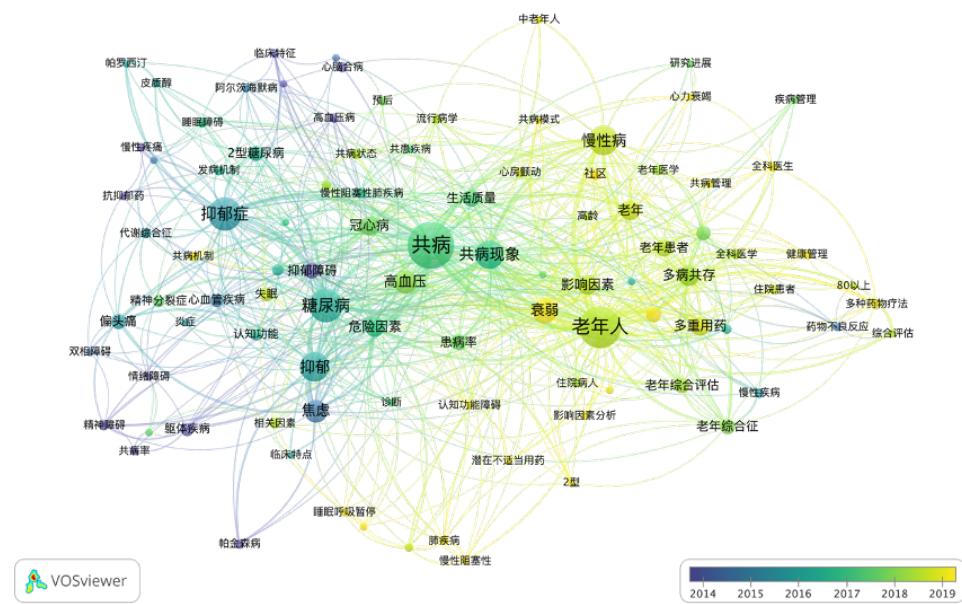 中老年人
临床特征
帕罗西汀
心脑合病
研究进展
皮质醇
阿尔茨海默病
心力衰竭
预后
疾病管理
睡眠障碍
高血压病
流行病学
共病模式
慢性病
慢性疼痛
2型糖尿病
共病状态
共患疾病
发病机制
心房颤动
社区
老年医学
全科医生
共病管理
抗抑郁药
慢性阻塞性肺疾病
生活质量
抑郁症
冠心病
高龄
老年
代谢综合征
共病
共病现象
老年患者
全科医学
健康管理
共病机制
抑郁障碍
高血压
影响因素
多病共存
住院患者
80以上
精神分裂症
心血管疾病
失眠
糖尿病
衰弱
多种药物疗法
偏头痛
炎症
认知功能
危险因素
老年人
多重用药
药物不良反应
综合评估
患病率
双相障碍
抑郁
情绪障碍
住院病人
老年综合评估
慢性疾病
焦虑
诊断
认知功能障碍
影响因素分析
精神障碍
躯体疾病
相关因素
老年综合征
共病率
临床特点
潜在不适当用药
2型
睡眠呼吸暂停
帕金森病
肺疾病
慢性阻塞性
VOSviewer
2014 2015 2016 2017 2018 2019